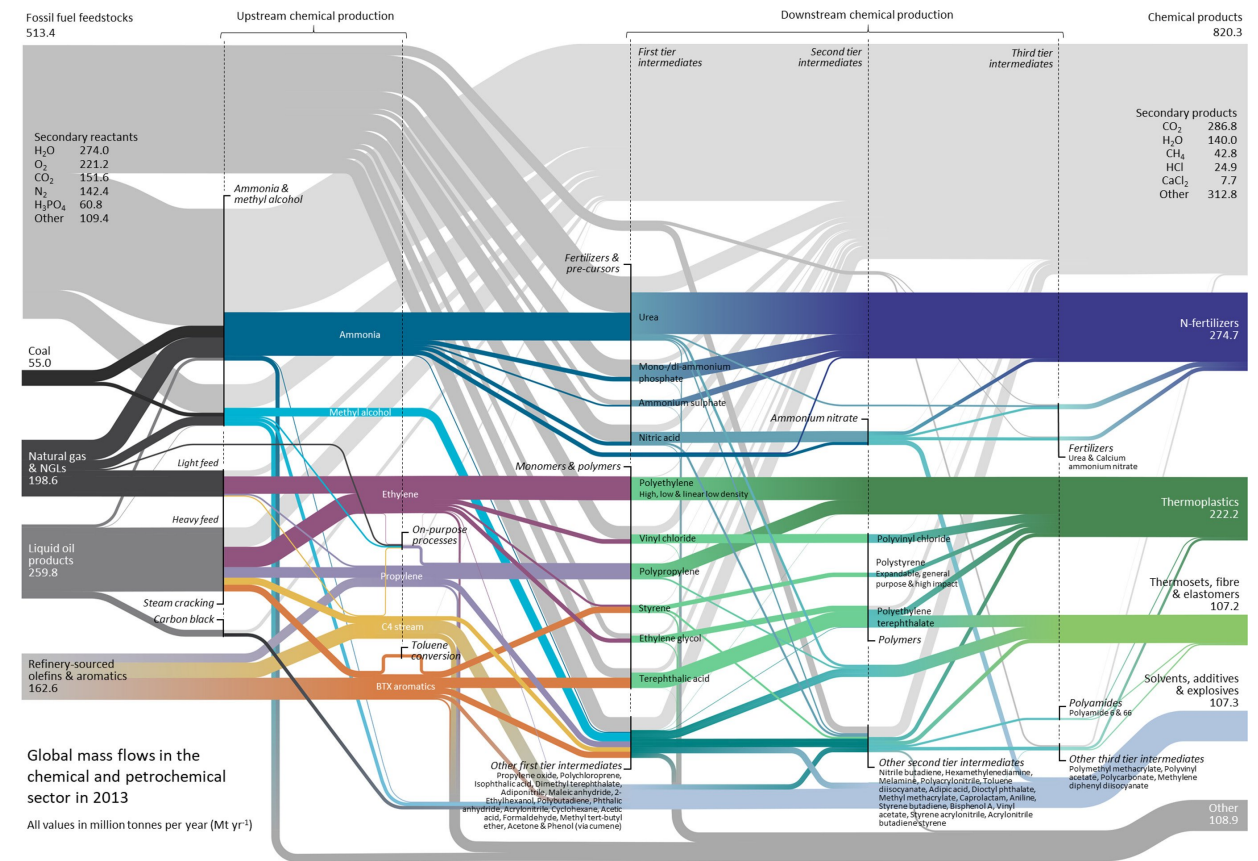 Fossil fuel feedstocks
513.4
Upstream chemical production
Downstream chemical production
Chemical products
820.3
First tier
intermediates
Second tier
intermediates
Third tier
intermediates
Secondary reactants
H₂O 274.0
O₂ 221.2
CO₂ 151.6
N₂ 142.4
H₃PO₄ 60.8
Other 109.4
Secondary products
CO₂ 286.8
H₂O 140.0
CH₄ 42.8
HCl 24.9
CaCl₂ 7.7
Other 312.8
Ammonia &
methyl alcohol
Fertilizers &
pre-cursors
Coal
55.0
Ammonia
Urea
N-fertilizers
274.7
Mono-/di-ammonium
phosphate
Ammonium sulphate
Methyl alcohol
Ammonium nitrate
Nitric acid
Fertilizers
Urea & Calcium
ammonium nitrate
Natural gas
& NGLs
198.6
Light feed
Monomers & polymers
Ethylene
Polyethylene
High, low & linear low density
Thermoplastics
222.2
Heavy feed
On-purpose
processes
Vinyl chloride
Polyvinyl chloride
Liquid oil
products
259.8
Propylene
Polypropylene
Polystyrene
Expandable, general
purpose & high impact
Thermosets, fibre
& elastomers
107.2
Steam cracking
Carbon black
C4 stream
Styrene
Polyethylene
terephthalate
Ethylene glycol
Polymers
Toluene
conversion
Refinery-sourced
olefins & aromatics
162.6
BTX aromatics
Terephthalic acid
Solvents, additives
& explosives
107.3
Polyamides
Polyamide 6 & 66
Global mass flows in the
chemical and petrochemical
sector in 2013
All values in million tonnes per year (Mt yr⁻¹)
Other first tier intermediates
Propylene oxide, Polychloroprene,
Isophthalic acid, Dimethyl terephthalate,
Adiponitrile, Maleic anhydride, 2-
Ethylhexanol, Polybutadiene, Phthalic
anhydride, Acrylonitrile, Cyclohexane, Acetic
acid, Formaldehyde, Methyl tert-butyl
ether, Acetone & Phenol (via cumene)
Other second tier intermediates
Nitrile butadiene, Hexamethylenediamine,
Melamine, Polyacrylonitrile, Toluene
diisocyanate, Adipic acid, Dioctyl phthalate,
Methyl methacrylate, Caprolactam, Aniline,
Styrene butadiene, Bisphenol A, Vinyl
acetate, Styrene acrylonitrile, Acrylonitrile
butadiene styrene
Other third tier intermediates
Polymethyl methacrylate, Polyvinyl
acetate, Polycarbonate, Methylene
diphenyl diisocyanate
Other
108.9